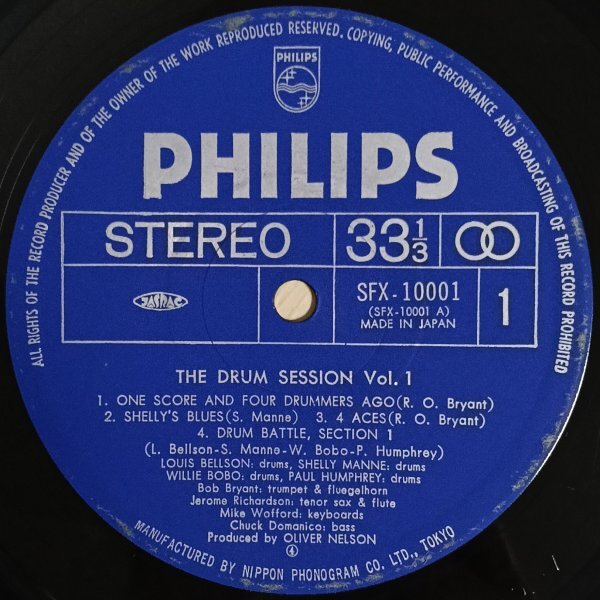 ALL RIGHTS OF THE RECORD PRODUCER AND OF THE OWNER OF THE WORK REPRODUCED RESERVED. COPYING, PUBLIC PERFORMANCE AND BROADCASTING OF THIS RECORD PROHIBITED
PHILIPS
PHILIPS
STEREO 33⅓
JASRAC SFX-10001 1
(SFX-10001 A)
MADE IN JAPAN
THE DRUM SESSION Vol. 1
1. ONE SCORE AND FOUR DRUMMERS AGO(R. O. Bryant)
2. SHELLY'S BLUES(S. Manne) 3. 4 ACES(R. O. Bryant)
4. DRUM BATTLE, SECTION 1
(L. Bellson-S. Manne-W. Bobo-P. Humphrey)
LOUIS BELLSON: drums, SHELLY MANNE: drums
WILLIE BOBO: drums, PAUL HUMPHREY: drums
Bob Bryant: trumpet & fluegelhorn
Jerome Richardson: tenor sax & flute
Mike Wofford: keyboards
Chuck Domanico: bass
Produced by OLIVER NELSON
④
MANUFACTURED BY NIPPON PHONOGRAM CO. LTD., TOKYO